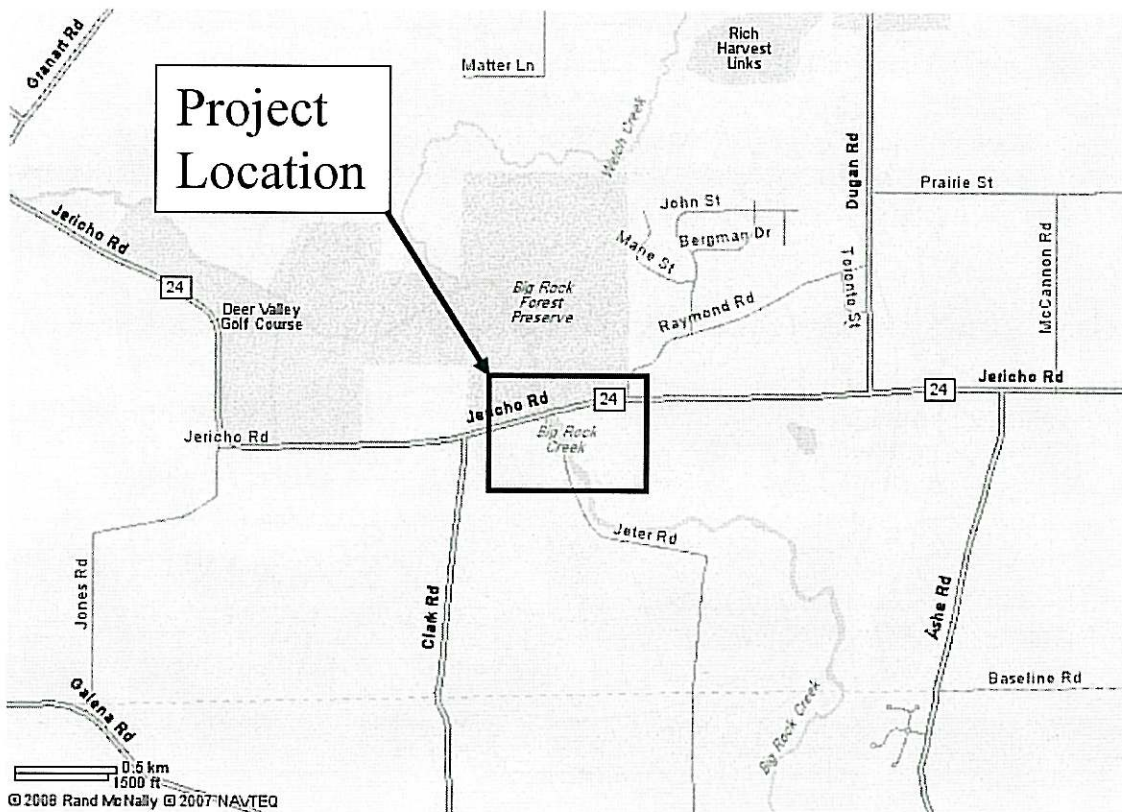 Granart Rd
Matter Ln
Rich
Harvest
Links
Project
Location
Welch Creek
Dugan Rd
Prairie St
John St
Bergman Dr
Marie St
McCannon Rd
Jericho Rd
24
Deer Valley
Golf Course
Big Rock
Forest
Preserve
Raymond Rd
Toronto St
Jericho Rd
24
24
Jericho Rd
Jericho Rd
Big Rock
Creek
Jeter Rd
Jones Rd
Clark Rd
Ashe Rd
Baseline Rd
Galena Rd
Big Rock Creek
0.5 km
1500 ft
© 2008 Rand McNally © 2007 NAVTEQ